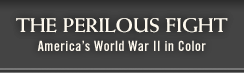 THE PERILOUS FIGHT
America's World War II in Color